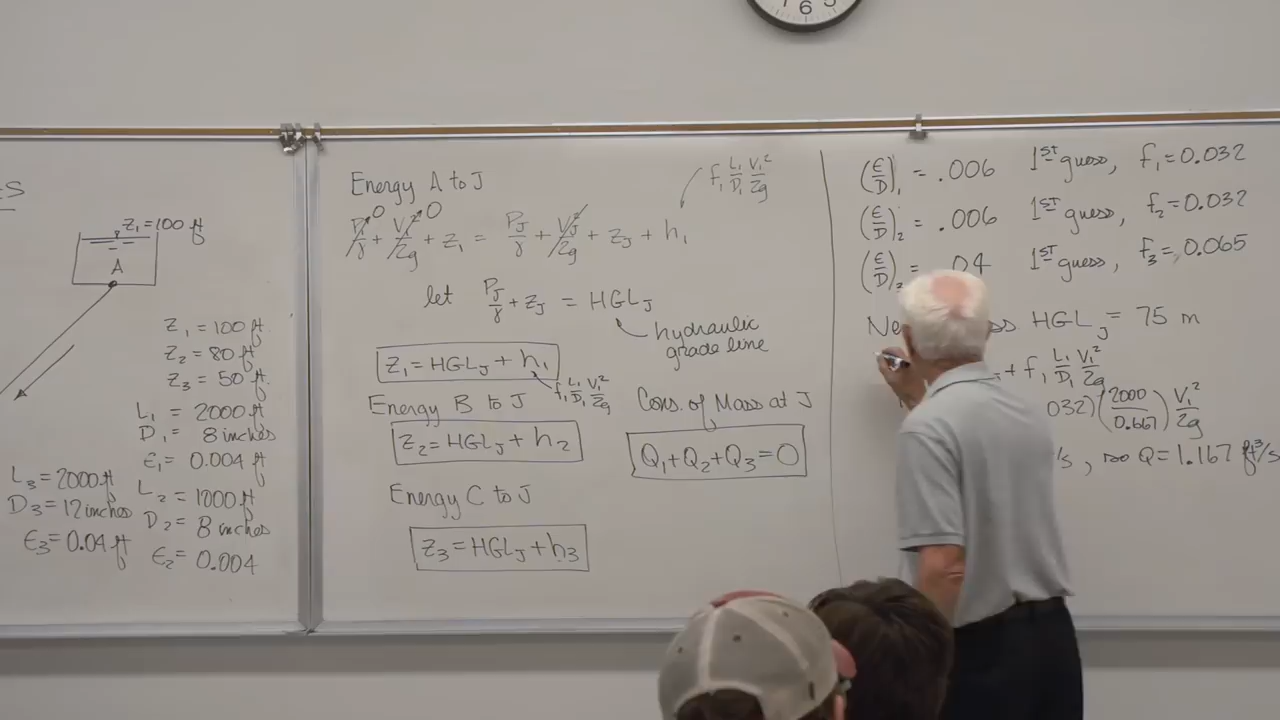 ES
Z₁=100 ft
A
Z₁ = 100 ft.
Z₂ = 80 ft.
Z₃ = 50 ft.
L₁ = 2000 ft
D₁ = 8 inches
ϵ₁ = 0.004 ft
L₃=2000 ft
D₃=12 inches
ϵ₃=0.04 ft
L₂ = 1000 ft
D₂ = 8 inches
ϵ₂ = 0.004
Energy A to J
f₁ L₁/D₁ V₁²/2g
P/γ→0 + V²/2g→0 + z₁ = P_J/γ + V_J²/2g + z_J + h₁
let P_J/γ + z_J = HGL_J
hydraulic
grade line
Z₁ = HGL_J + h₁
f₁ L₁/D₁ V₁²/2g
Energy B to J
Z₂ = HGL_J + h₂
Energy C to J
Z₃ = HGL_J + h₃
Cons. of Mass at J
Q₁+Q₂+Q₃=0
(ϵ/D)₁ = .006 1ST guess, f₁=0.032
(ϵ/D)₂ = .006 1ST guess, f₂=0.032
(ϵ/D) = .04 1ST guess, f₃=0.065
HGL_J = 75 m
+ f₁ L₁/D₁ V₁²/2g
032)(2000/0.667) V₁²/2g
/s, so Q=1.167 ft³/s
6 5